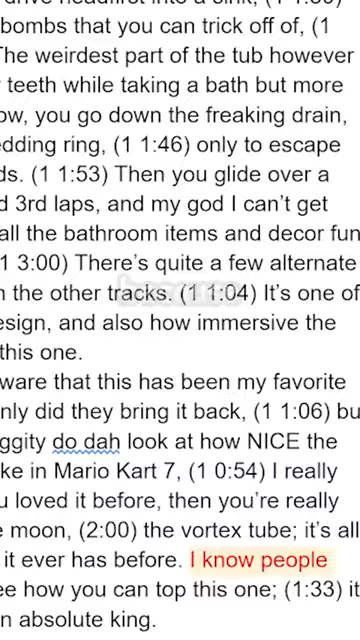 bombs that you can trick off of, (1
The weirdest part of the tub however
teeth while taking a bath but more
ow, you go down the freaking drain,
edding ring, (1 1:46) only to escape
ds. (1 1:53) Then you glide over a
d 3rd laps, and my god I can't get
all the bathroom items and decor fun
1 3:00) There's quite a few alternate
n the other tracks. (1 1:04) It's one of
esign, and also how immersive the
this one.
ware that this has been my favorite
nly did they bring it back, (1 1:06) bu
ggity do dah look at how NICE the
ke in Mario Kart 7, (1 0:54) I really
u loved it before, then you're really
e moon, (2:00) the vortex tube; it's all
it ever has before. I know people
ee how you can top this one; (1:33) it
n absolute king.